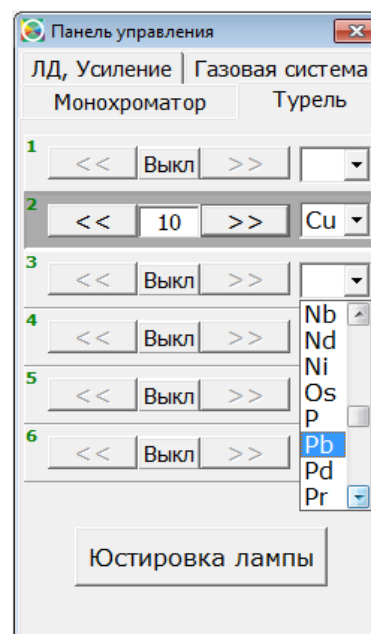 Панель управления
ЛД, Усиление Газовая система
Монохроматор Турель
1
<< Выкл >>
2
<< 10 >> Cu
3
<< Выкл >>
Nb
4
<< Выкл >>
Nd
Ni
5
<< Выкл >>
Os
P
6
<< Выкл >>
Pb
Pd
Pr
Юстировка лампы